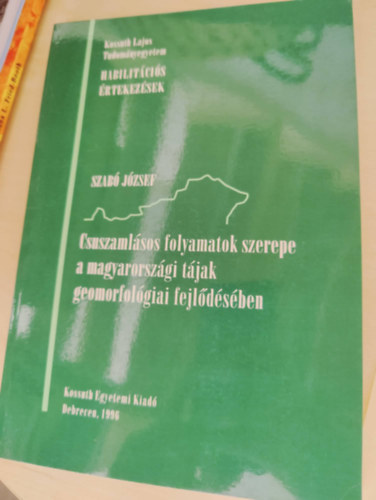 Kossuth Lajos
Tudományegyetem
HABILITÁCIÓS
ÉRTEKEZÉSEK
SZABÓ JÓZSEF
Csuszamlásos folyamatok szerepe
a magyarországi tájak
geomorfológiai fejlődésében
Kossuth Egyetemi Kiadó
Debrecen, 1996